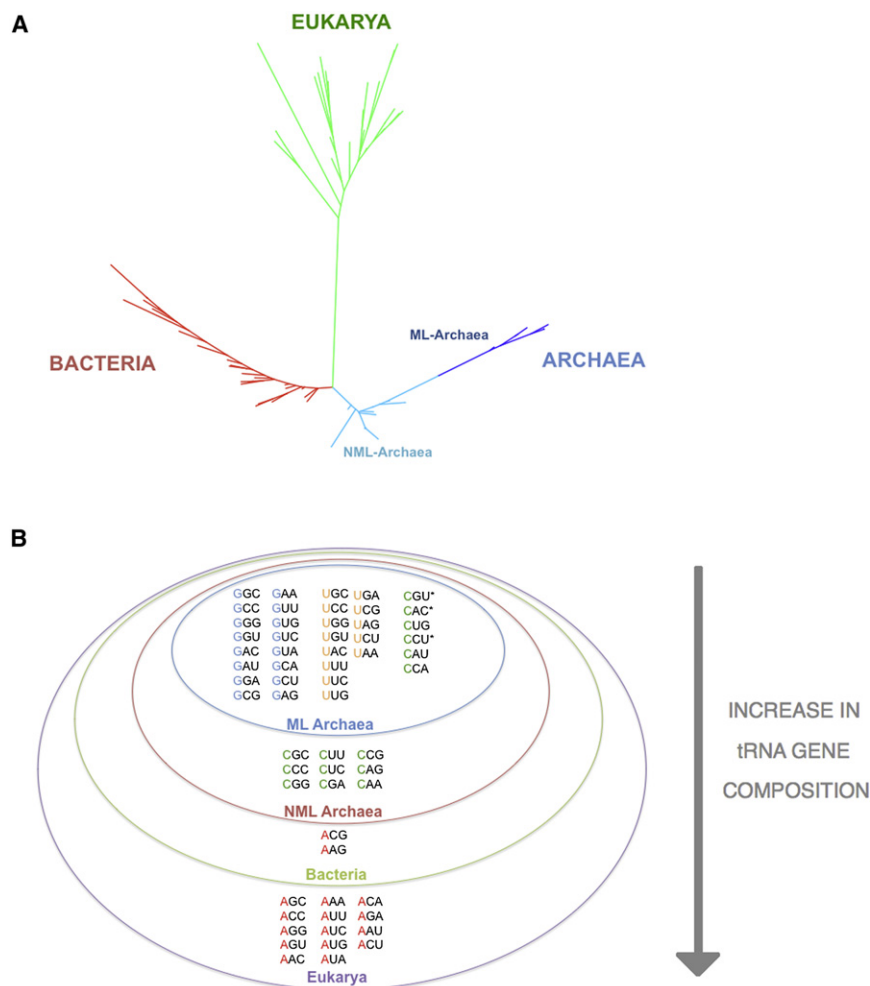 A
EUKARYA
ML-Archaea
BACTERIA
ARCHAEA
NML-Archaea
B
GGC GAA UGC UGA CGU*
GCC GUU UCC UCG CAC*
GGG GUG UGG UAG CUG
GGU GUC UGU UCU CCU*
GAC GUA UAC UAA CAU
GAU GCA UUU CCA
GGA GCU UUC
GCG GAG UUG
ML Archaea
CGC CUU CCG
CCC CUC CAG
CGG CGA CAA
NML Archaea
ACG
AAG
Bacteria
AGC AAA ACA
ACC AUU AGA
AGG AUC AAU
AGU AUG ACU
AAC AUA
Eukarya
INCREASE IN
tRNA GENE
COMPOSITION